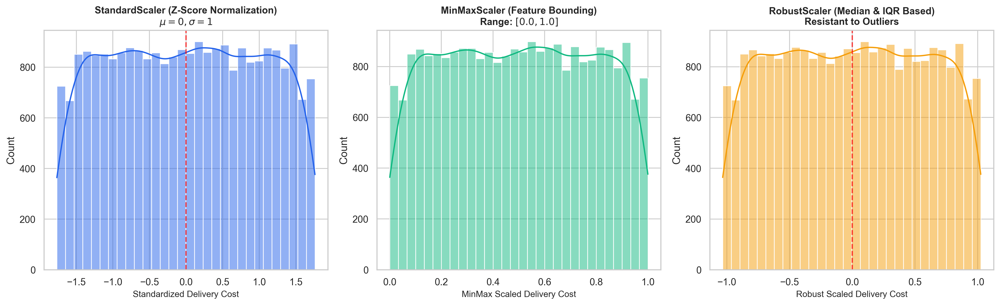 StandardScaler (Z-Score Normalization)
μ = 0, σ = 1
Count
800
600
400
200
0
−1.5 −1.0 −0.5 0.0 0.5 1.0 1.5
Standardized Delivery Cost
MinMaxScaler (Feature Bounding)
Range: [0.0, 1.0]
Count
800
600
400
200
0
0.0 0.2 0.4 0.6 0.8 1.0
MinMax Scaled Delivery Cost
RobustScaler (Median & IQR Based)
Resistant to Outliers
Count
800
600
400
200
0
−1.0 −0.5 0.0 0.5 1.0
Robust Scaled Delivery Cost